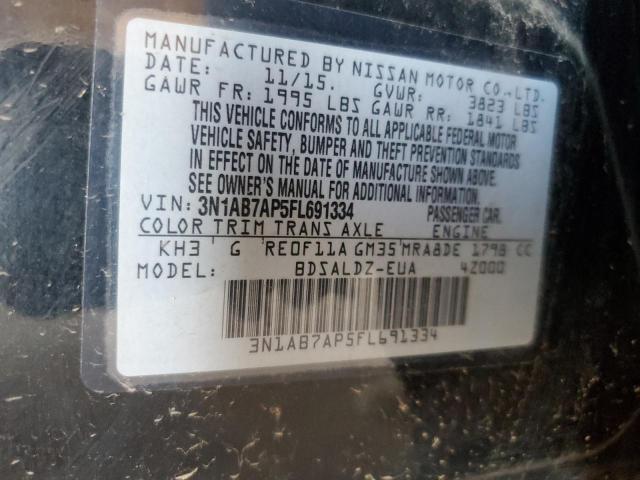 MANUFACTURED BY NISSAN MOTOR CO.,LTD.
DATE: 11/15. GVWR: 3823 LBS
GAWR FR: 1995 LBS GAWR RR: 1841 LBS
THIS VEHICLE CONFORMS TO ALL APPLICABLE FEDERAL MOTOR
VEHICLE SAFETY, BUMPER AND THEFT PREVENTION STANDARDS
IN EFFECT ON THE DATE OF MANUFACTURE SHOWN ABOVE.
SEE OWNER'S MANUAL FOR ADDITIONAL INFORMATION.
VIN: 3N1AB7AP5FL691334 PASSENGER CAR.
COLOR TRIM TRANS AXLE ENGINE
KH3 G RE0F11A GM35 MRA8DE 1798 CC
MODEL: BDSALDZ-EUA 4Z000
3N1AB7AP5FL691334